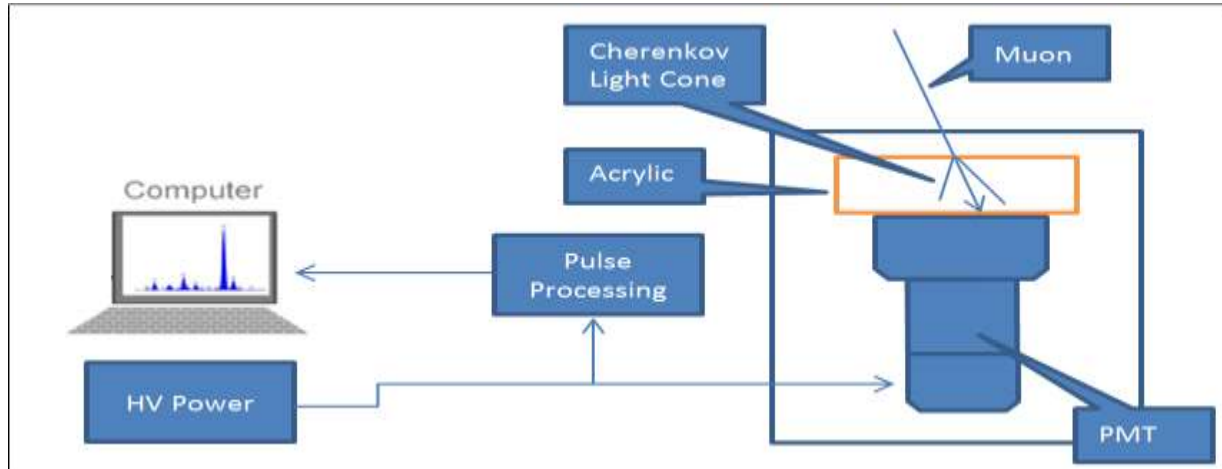 Cherenkov
Light Cone
Muon
Acrylic
Computer
Pulse
Processing
HV Power
PMT